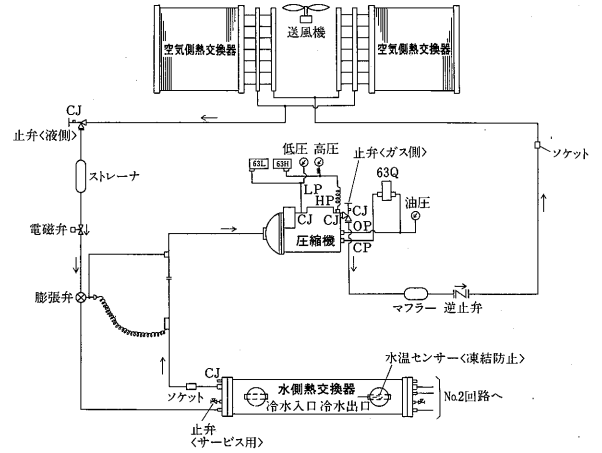 送風機
空気側熱交換器
空気側熱交換器
CJ
止弁<液側>
ソケット
ストレーナ
低圧 高圧
止弁<ガス側>
63L
63H
63Q
LP
HP
油圧
CJ
CJ
CJ
OP
CP
圧縮機
電磁弁
膨張弁
マフラー
逆止弁
水温センサー<凍結防止>
CJ
ソケット
水側熱交換器
冷水入口 冷水出口
No.2回路へ
止弁
<サービス用>